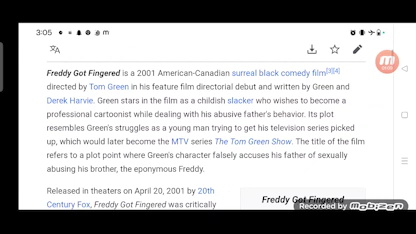 3:05
Freddy Got Fingered is a 2001 American-Canadian surreal black comedy film[3][4]
directed by Tom Green in his feature film directorial debut and written by Green and
Derek Harvie. Green stars in the film as a childish slacker who wishes to become a
professional cartoonist while dealing with his abusive father's behavior. Its plot
resembles Green's struggles as a young man trying to get his television series picked
up, which would later become the MTV series The Tom Green Show. The title of the film
refers to a plot point where Green's character falsely accuses his father of sexually
abusing his brother, the eponymous Freddy.
Released in theaters on April 20, 2001 by 20th
Century Fox, Freddy Got Fingered was critically
Freddy Got Fingered
Recorded by Mobizen